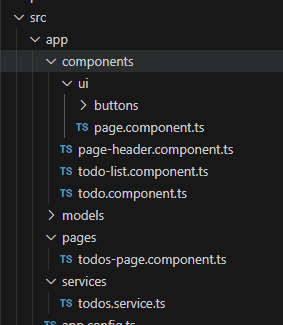 src
app
components
ui
buttons
TS page.component.ts
TS page-header.component.ts
TS todo-list.component.ts
TS todo.component.ts
models
pages
TS todos-page.component.ts
services
TS todos.service.ts
TS app.config.ts